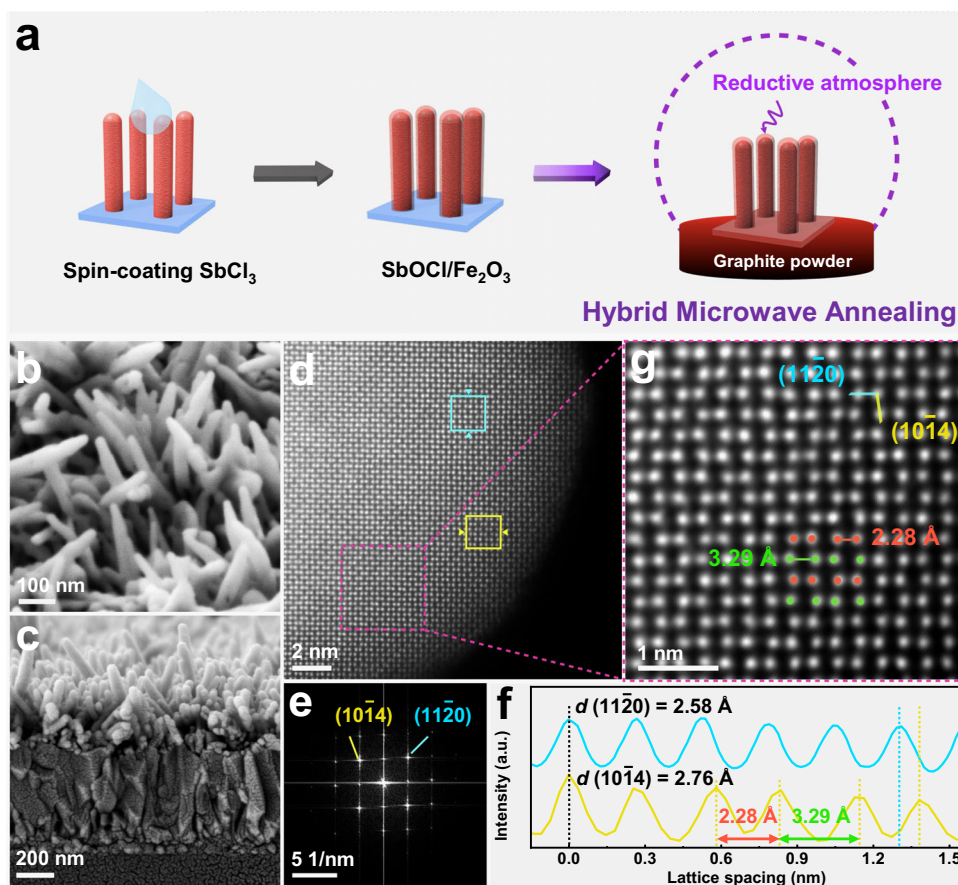 a
Reductive atmosphere
Spin-coating SbCl₃
SbOCl/Fe₂O₃
Graphite powder
Hybrid Microwave Annealing
b
100 nm
c
200 nm
d
2 nm
e
(101̄4)
(112̄0)
5 1/nm
g
(112̄0)
(101̄4)
2.28 Å
3.29 Å
1 nm
f
d (112̄0) = 2.58 Å
d (101̄4) = 2.76 Å
2.28 Å
3.29 Å
Intensity (a.u.)
0.0 0.3 0.6 0.9 1.2 1.5
Lattice spacing (nm)